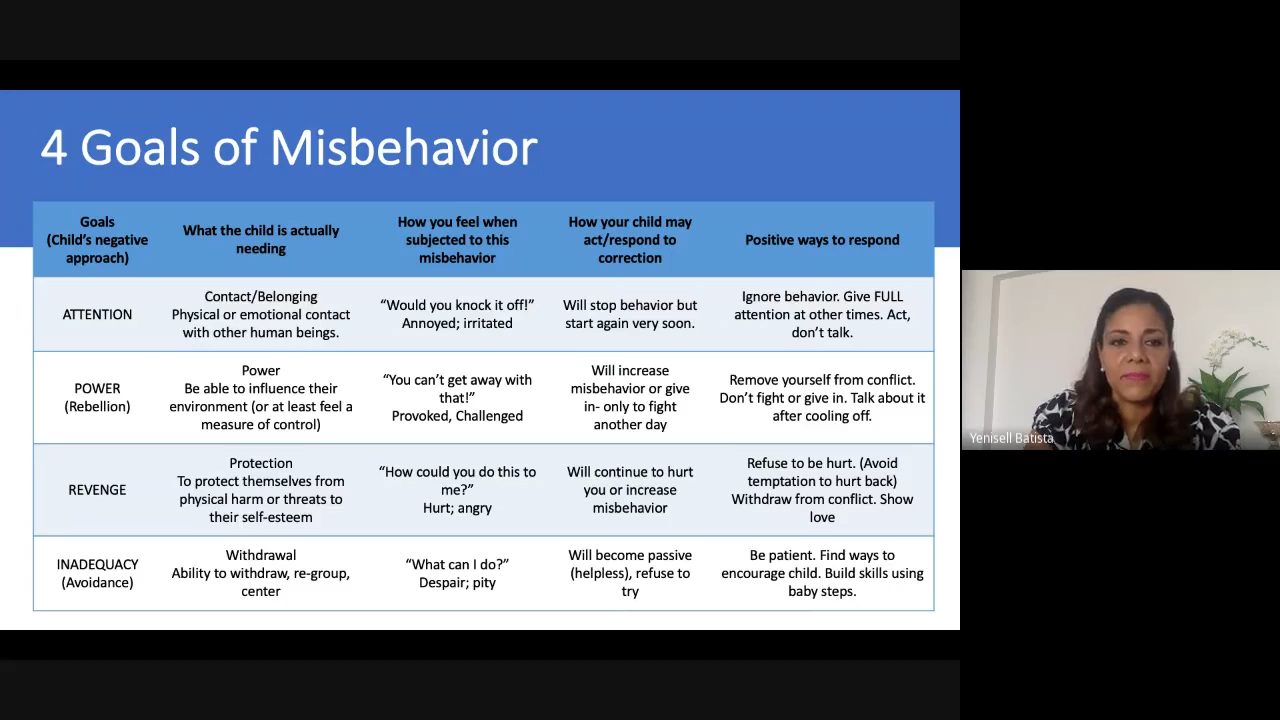 4 Goals of Misbehavior
Goals
(Child's negative
approach)
What the child is actually
needing
How you feel when
subjected to this
misbehavior
How your child may
act/respond to
correction
Positive ways to respond
ATTENTION
Contact/Belonging
Physical or emotional contact
with other human beings.
“Would you knock it off!”
Annoyed; irritated
Will stop behavior but
start again very soon.
Ignore behavior. Give FULL
attention at other times. Act,
don't talk.
POWER
(Rebellion)
Power
Be able to influence their
environment (or at least feel a
measure of control)
“You can't get away with
that!”
Provoked, Challenged
Will increase
misbehavior or give
in- only to fight
another day
Remove yourself from conflict.
Don't fight or give in. Talk about it
after cooling off.
REVENGE
Protection
To protect themselves from
physical harm or threats to
their self-esteem
“How could you do this to
me?”
Hurt; angry
Will continue to hurt
you or increase
misbehavior
Refuse to be hurt. (Avoid
temptation to hurt back)
Withdraw from conflict. Show
love
INADEQUACY
(Avoidance)
Withdrawal
Ability to withdraw, re-group,
center
“What can I do?”
Despair; pity
Will become passive
(helpless), refuse to
try
Be patient. Find ways to
encourage child. Build skills using
baby steps.
Yenisell Batista